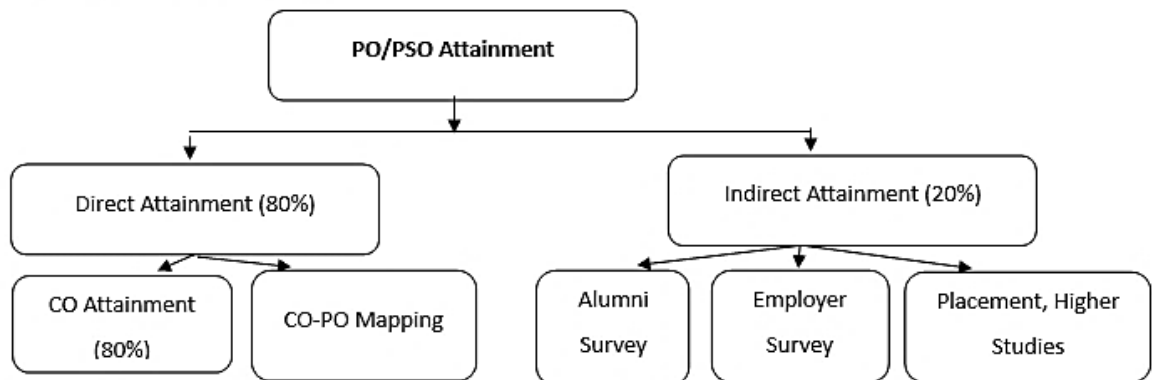 PO/PSO Attainment
Direct Attainment (80%)
Indirect Attainment (20%)
CO Attainment
(80%)
CO-PO Mapping
Alumni
Survey
Employer
Survey
Placement, Higher
Studies